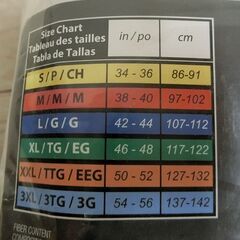 Size Chart
Tableau des tailles
Tabla de Tallas
in / po
cm
S / P / CH 34 - 36 86-91
M / M / M 38 - 40 97-102
L / G / G 42 - 44 107-112
XL / TG / EG 46 - 48 117-122
XXL / TTG / EEG 50 - 52 127-132
3XL / 3TG / 3G 54 - 56 137-142
FIBER CONTENT